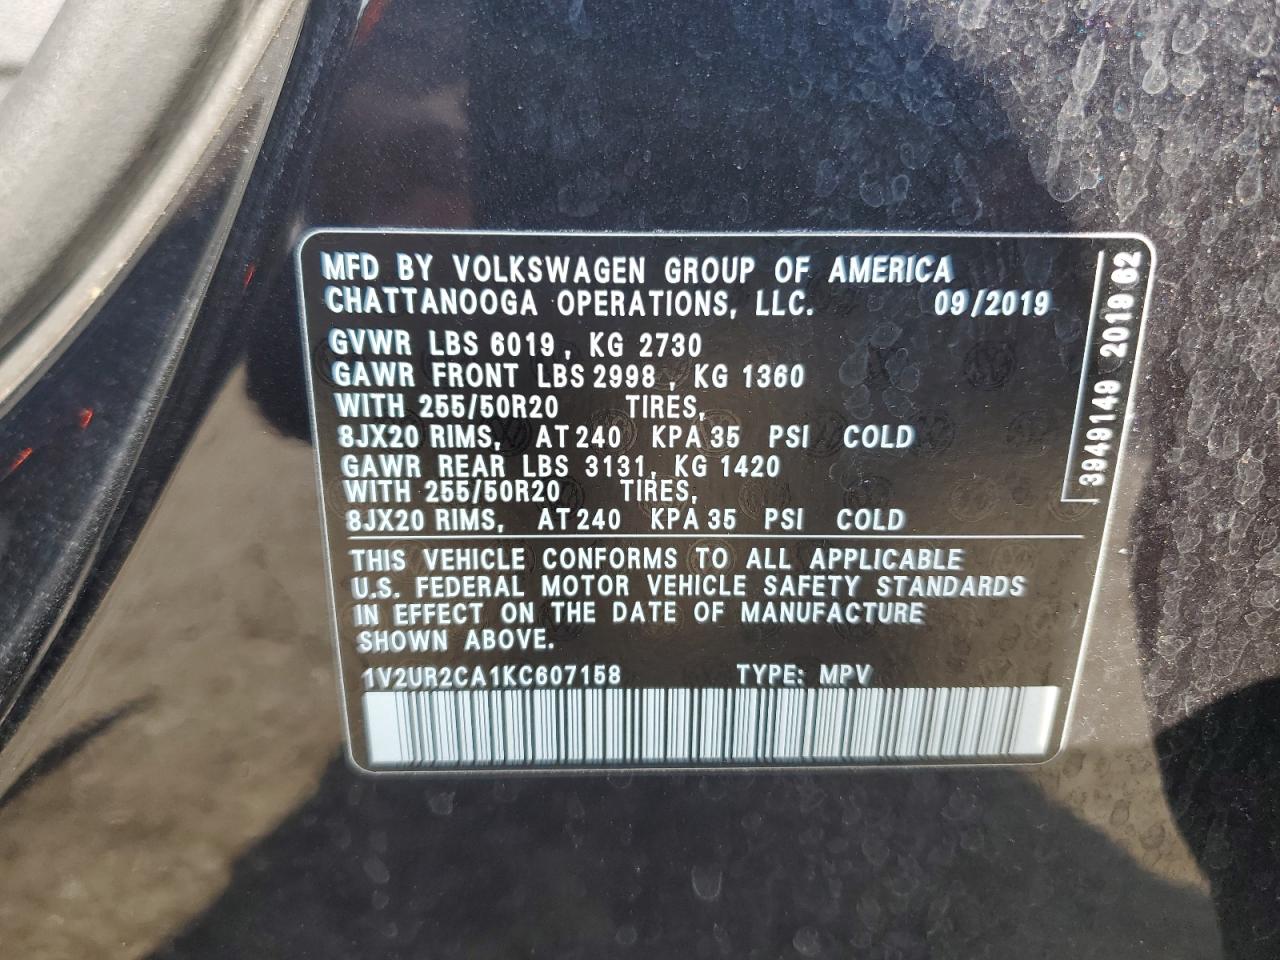 MFD BY VOLKSWAGEN GROUP OF AMERICA
CHATTANOOGA OPERATIONS, LLC. 09/2019
GVWR LBS 6019, KG 2730
GAWR FRONT LBS 2998, KG 1360
WITH 255/50R20 TIRES,
8JX20 RIMS, AT 240 KPA 35 PSI COLD
GAWR REAR LBS 3131, KG 1420
WITH 255/50R20 TIRES,
8JX20 RIMS, AT 240 KPA 35 PSI COLD
THIS VEHICLE CONFORMS TO ALL APPLICABLE
U.S. FEDERAL MOTOR VEHICLE SAFETY STANDARDS
IN EFFECT ON THE DATE OF MANUFACTURE
SHOWN ABOVE.
1V2UR2CA1KC607158 TYPE: MPV
3949149 2019 62